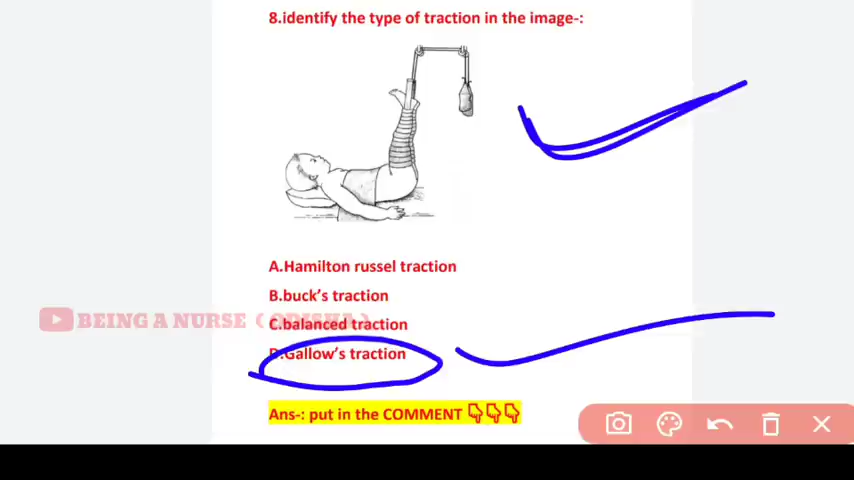 8.identify the type of traction in the image-:
A.Hamilton russel traction
B.buck's traction
BEING A NURSE ( ODISHA )
C.balanced traction
D.Gallow's traction
Ans-: put in the COMMENT 👇👇👇